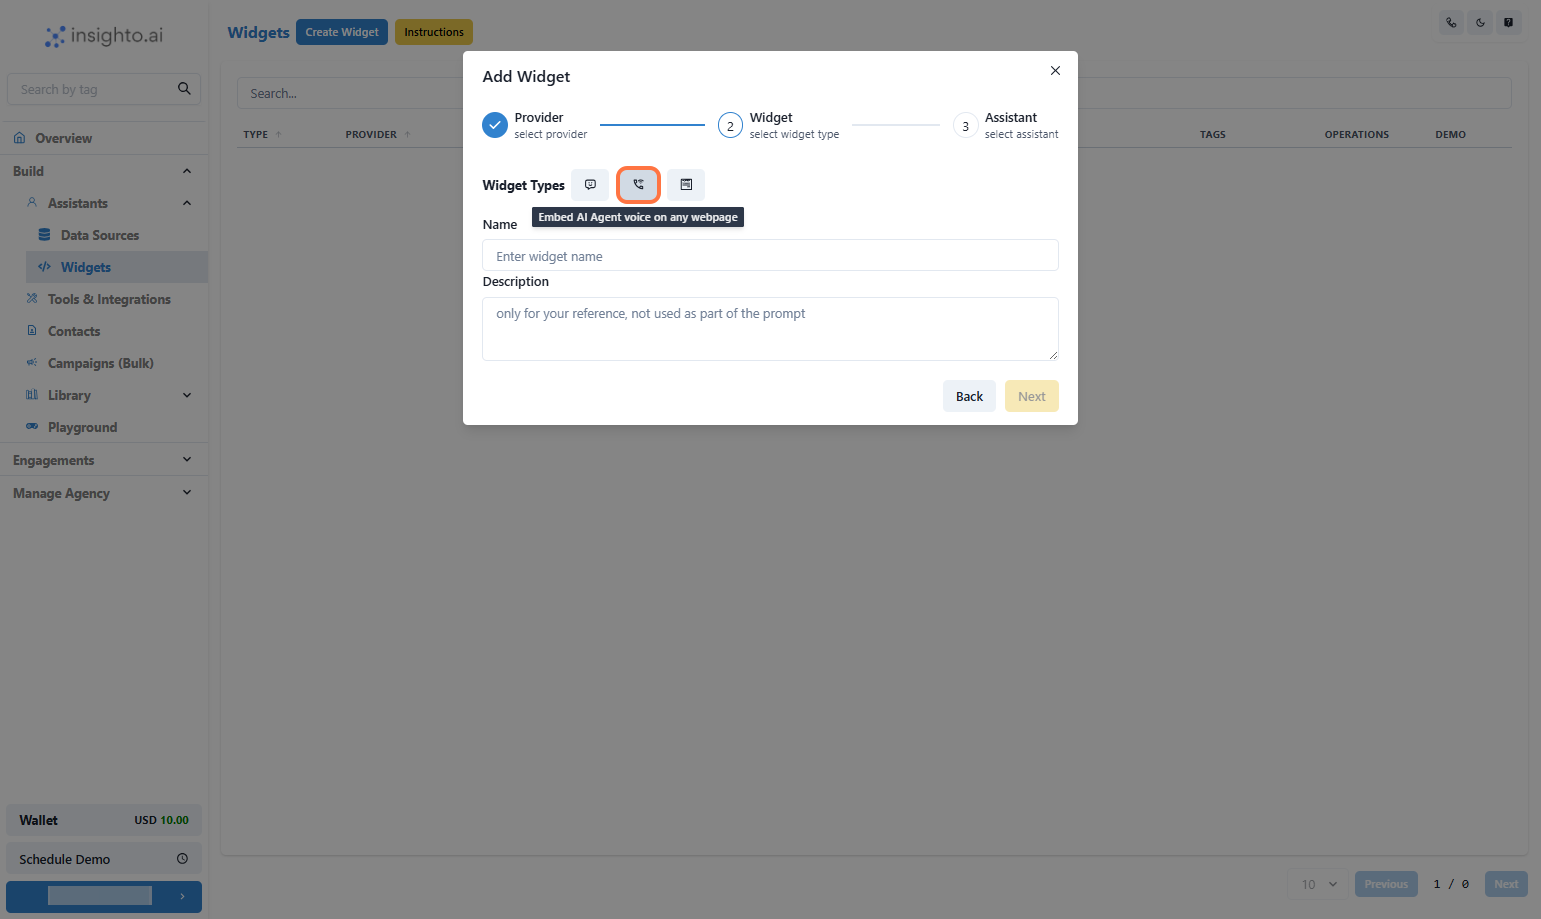 insighto.ai
Search by tag
Overview
Build
Assistants
Data Sources
Widgets
Tools & Integrations
Contacts
Campaigns (Bulk)
Library
Playground
Engagements
Manage Agency
Wallet USD 10.00
Schedule Demo
Widgets Create Widget Instructions
Search...
TYPE PROVIDER TAGS OPERATIONS DEMO
Add Widget
Provider
select provider
2 Widget
select widget type
3 Assistant
select assistant
Widget Types
Embed AI Agent voice on any webpage
Name
Enter widget name
Description
only for your reference, not used as part of the prompt
Back Next
10 Previous 1 / 0 Next